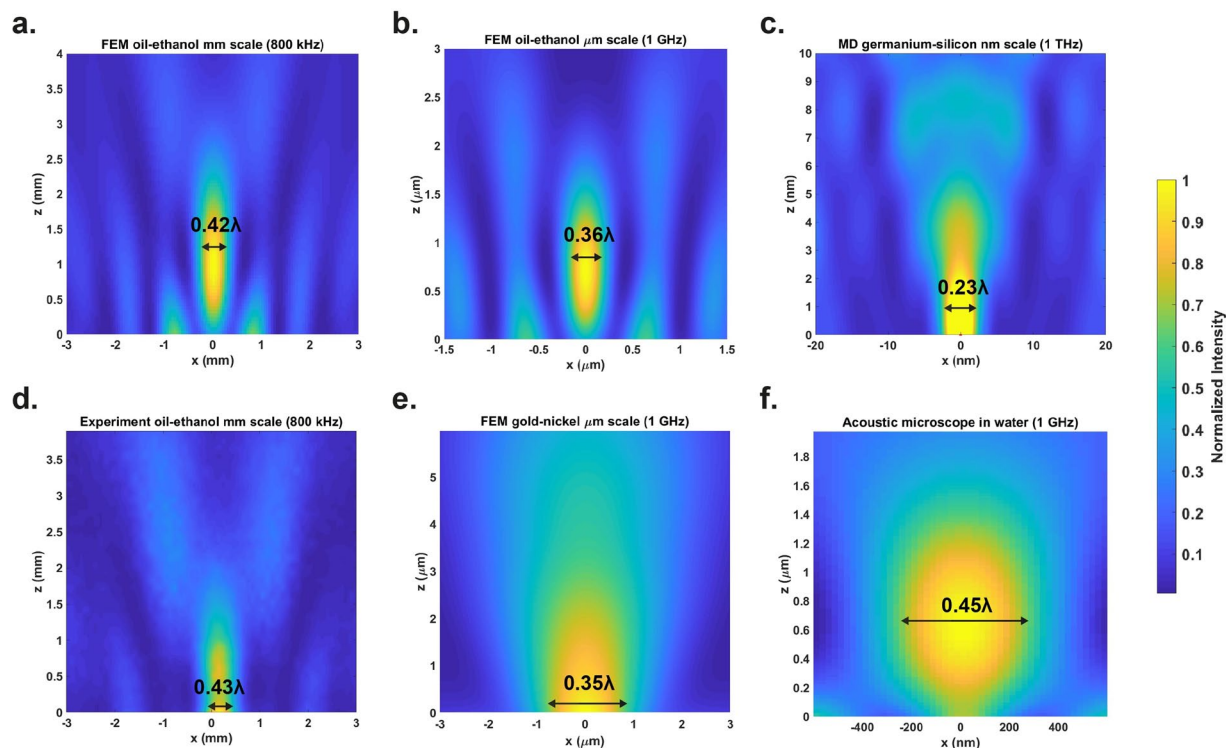 a.
FEM oil-ethanol mm scale (800 kHz)
4
3.5
3
2.5
2
1.5
1
0.5
0
z (mm)
0.42λ
-3 -2 -1 0 1 2 3
x (mm)
b.
FEM oil-ethanol μm scale (1 GHz)
3
2.5
2
1.5
1
0.5
0
z (μm)
0.36λ
-1.5 -1 -0.5 0 0.5 1 1.5
x (μm)
c.
MD germanium-silicon nm scale (1 THz)
10
9
8
7
6
5
4
3
2
1
0
z (nm)
0.23λ
-20 -10 0 10 20
x (nm)
d.
Experiment oil-ethanol mm scale (800 kHz)
3.5
3
2.5
2
1.5
1
0.5
0
z (mm)
0.43λ
-3 -2 -1 0 1 2 3
x (mm)
e.
FEM gold-nickel μm scale (1 GHz)
5
4
3
2
1
0
z (μm)
0.35λ
-3 -2 -1 0 1 2 3
x (μm)
f.
Acoustic microscope in water (1 GHz)
1.8
1.6
1.4
1.2
1
0.8
0.6
0.4
0.2
0
z (μm)
0.45λ
-400 -200 0 200 400
x (nm)
1
0.9
0.8
0.7
0.6
0.5
0.4
0.3
0.2
0.1
Normalized Intensity